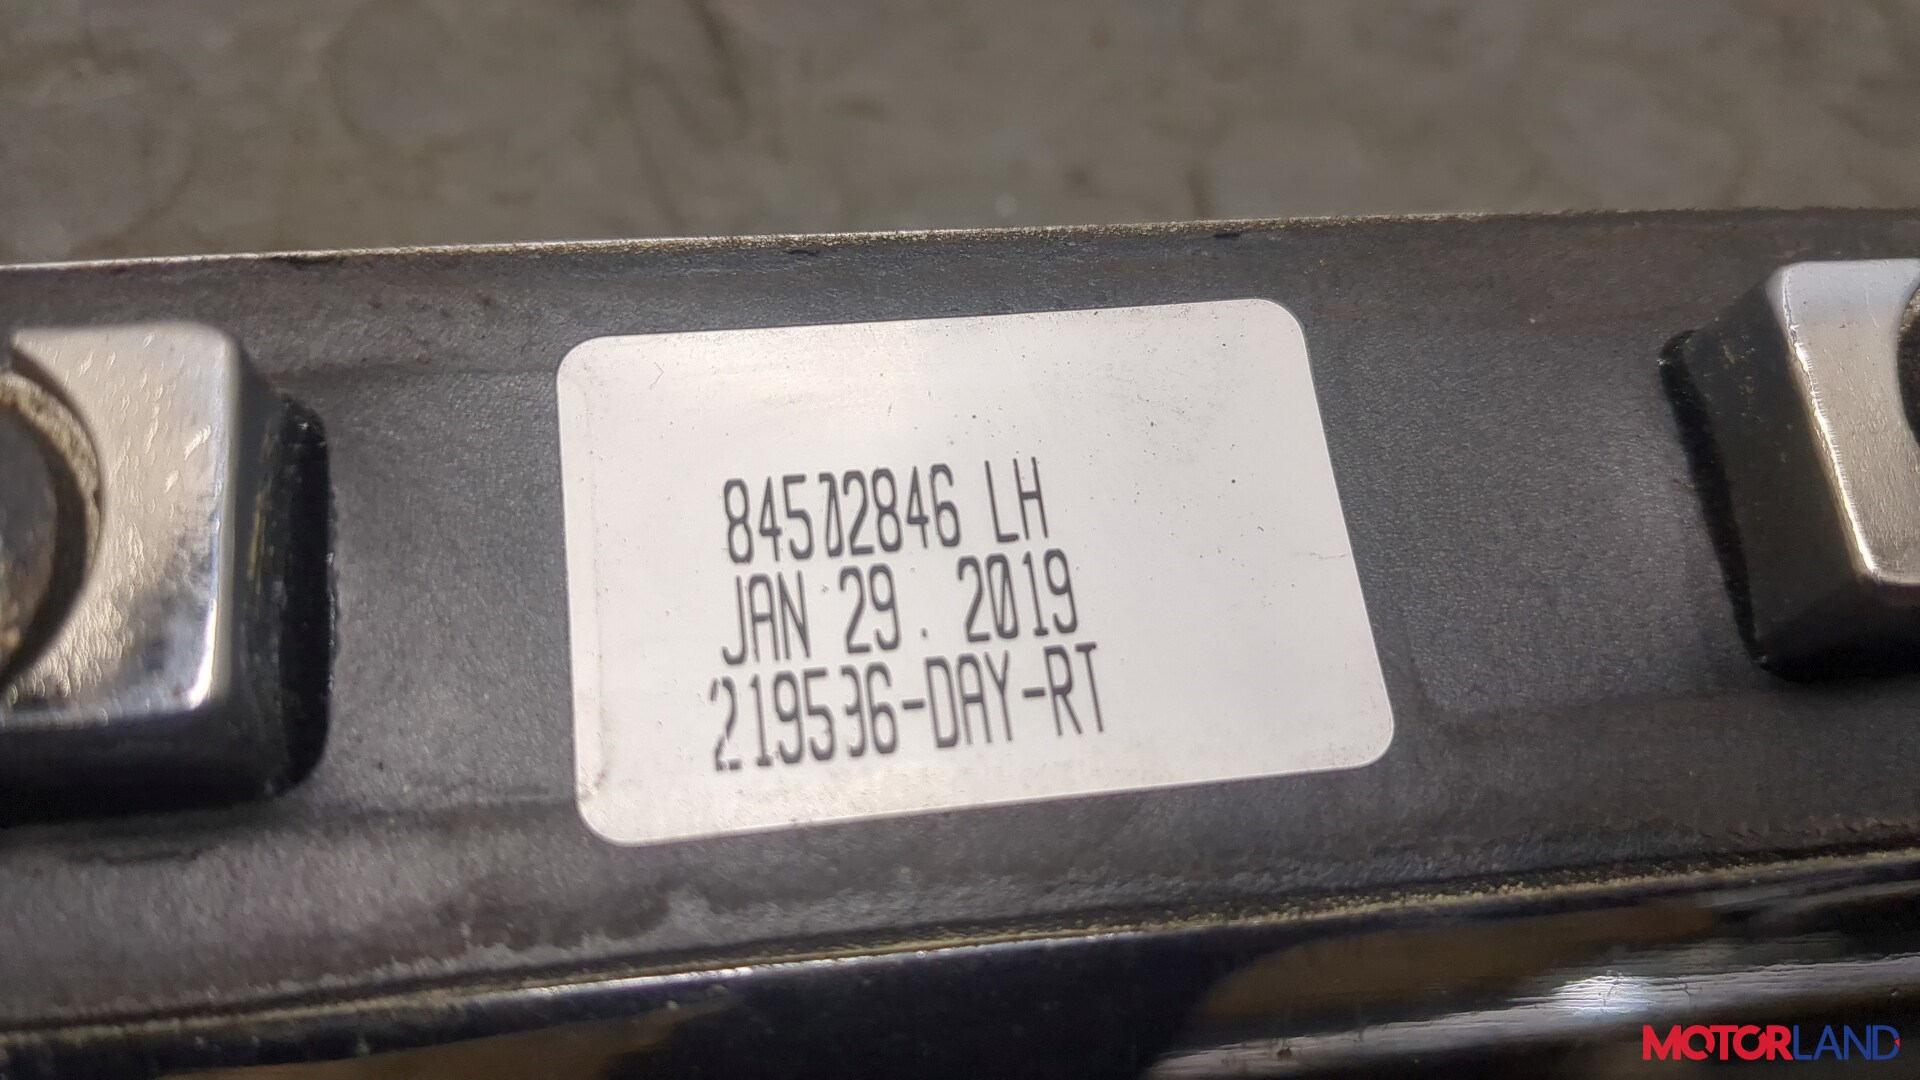 84502846 LH
JAN 29. 2019
219536-DAY-RT
MOTORLAND